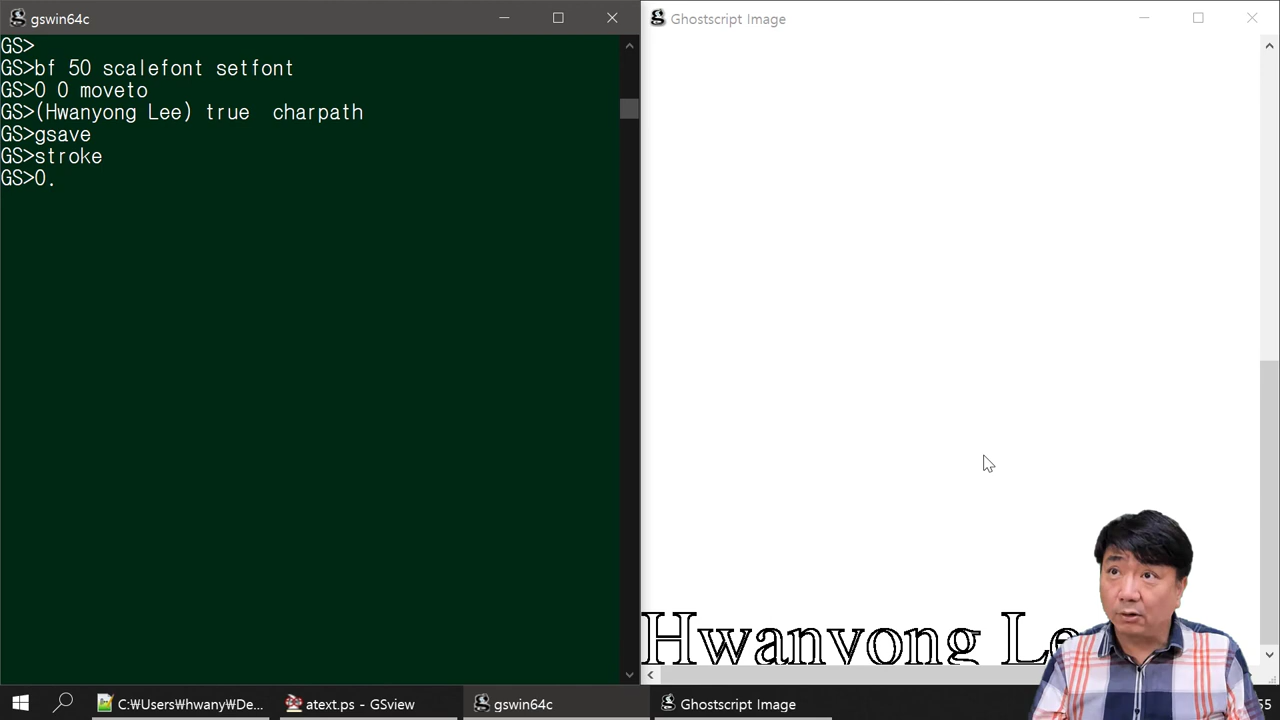 gswin64c
GS>
GS>bf 50 scalefont setfont
GS>0 0 moveto
GS>(Hwanyong Lee) true  charpath
GS>gsave
GS>stroke
GS>0.
Ghostscript Image
Hwanyong Le
C:₩Users₩hwany₩De...
atext.ps - GSview
gswin64c
Ghostscript Image
55